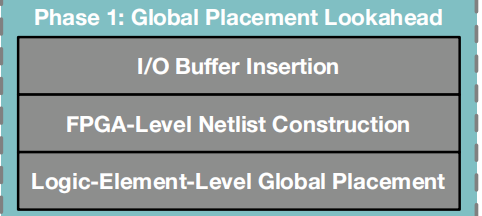 Phase 1: Global Placement Lookahead
I/O Buffer Insertion
FPGA-Level Netlist Construction
Logic-Element-Level Global Placement